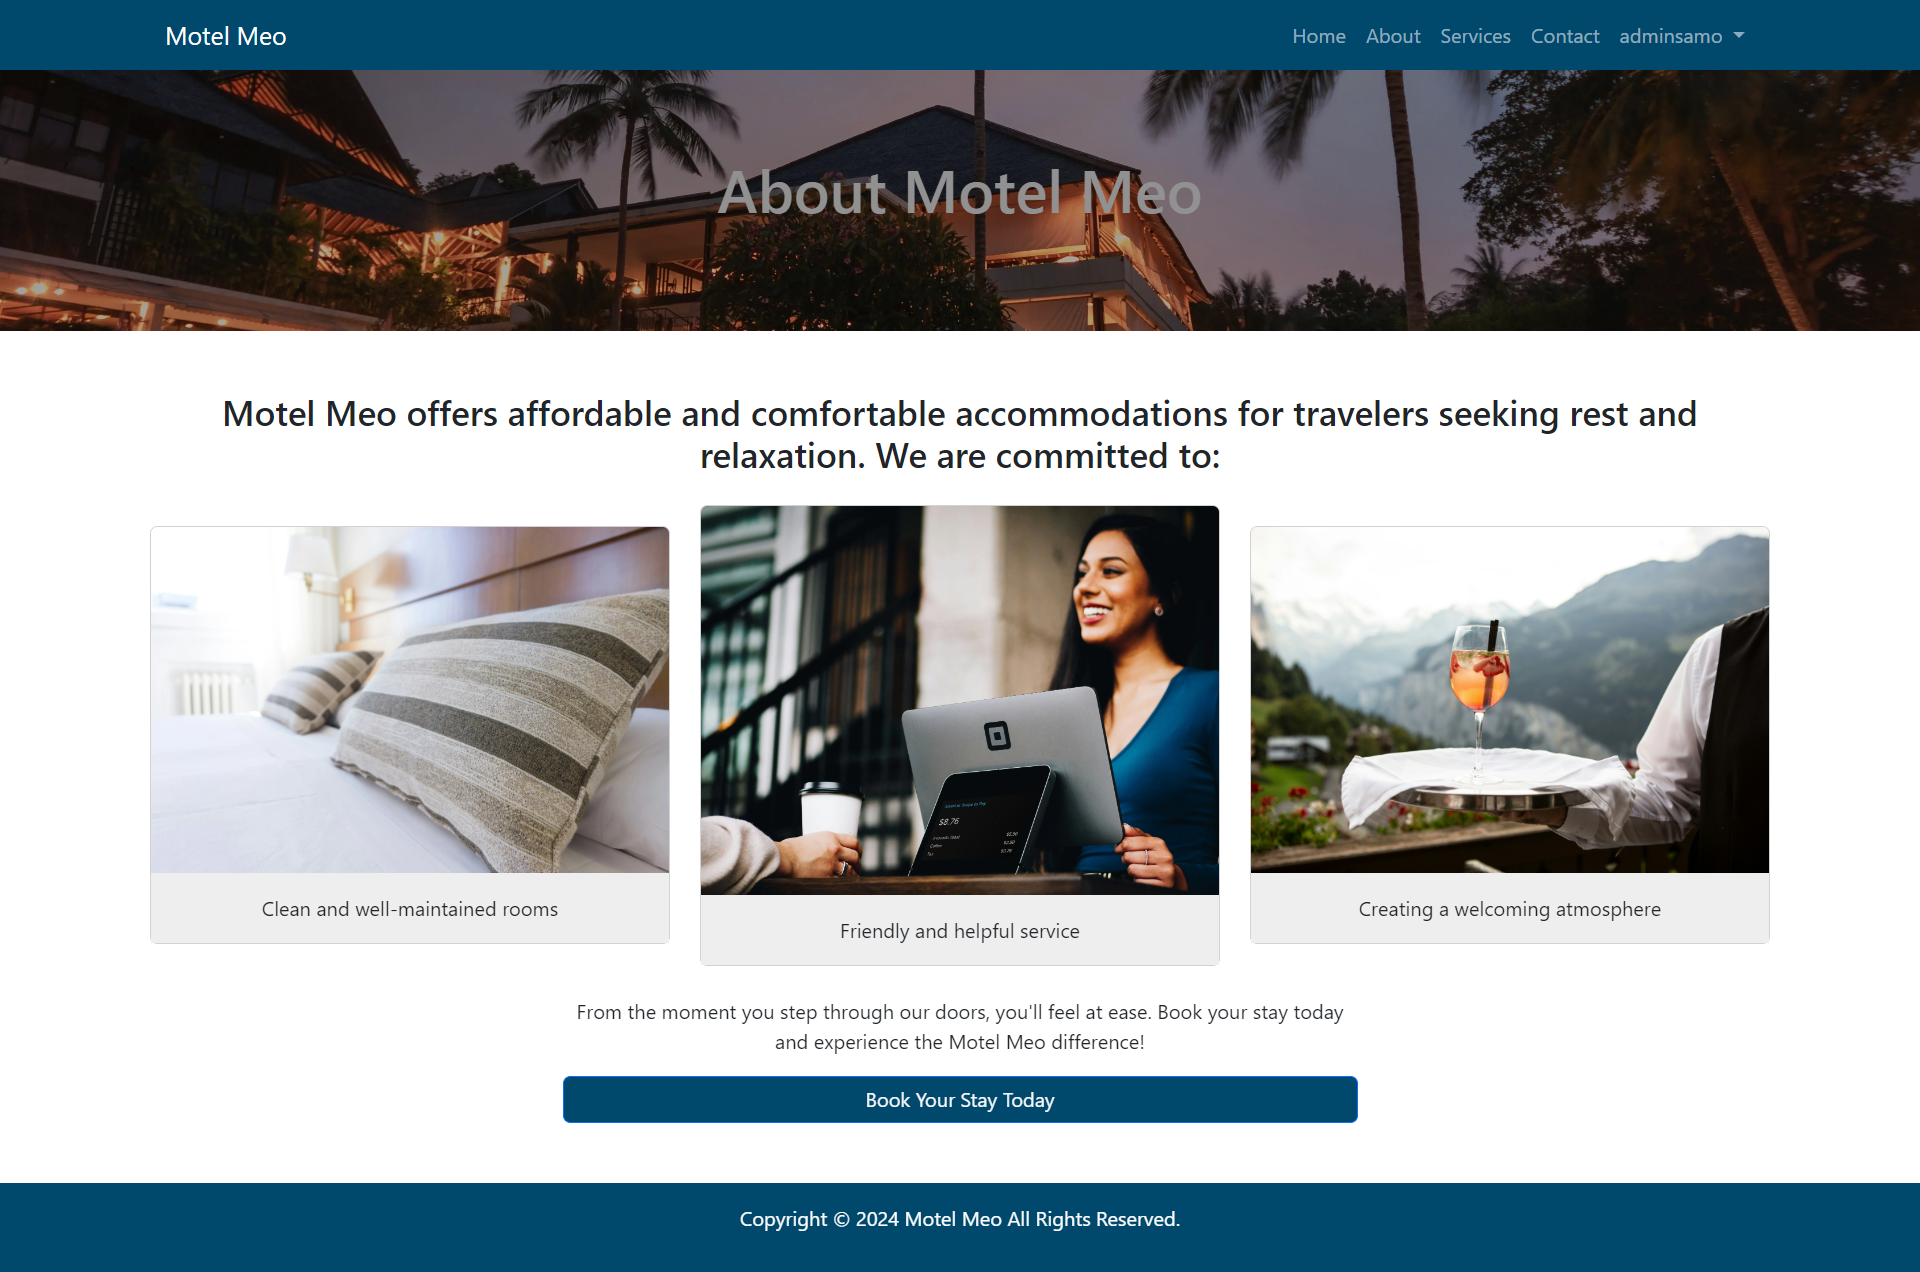 Motel Meo
Home About Services Contact adminsamo
About Motel Meo
Motel Meo offers affordable and comfortable accommodations for travelers seeking rest and
relaxation. We are committed to:
$8.76
Clean and well-maintained rooms
Friendly and helpful service
Creating a welcoming atmosphere
From the moment you step through our doors, you'll feel at ease. Book your stay today
and experience the Motel Meo difference!
Book Your Stay Today
Copyright © 2024 Motel Meo All Rights Reserved.